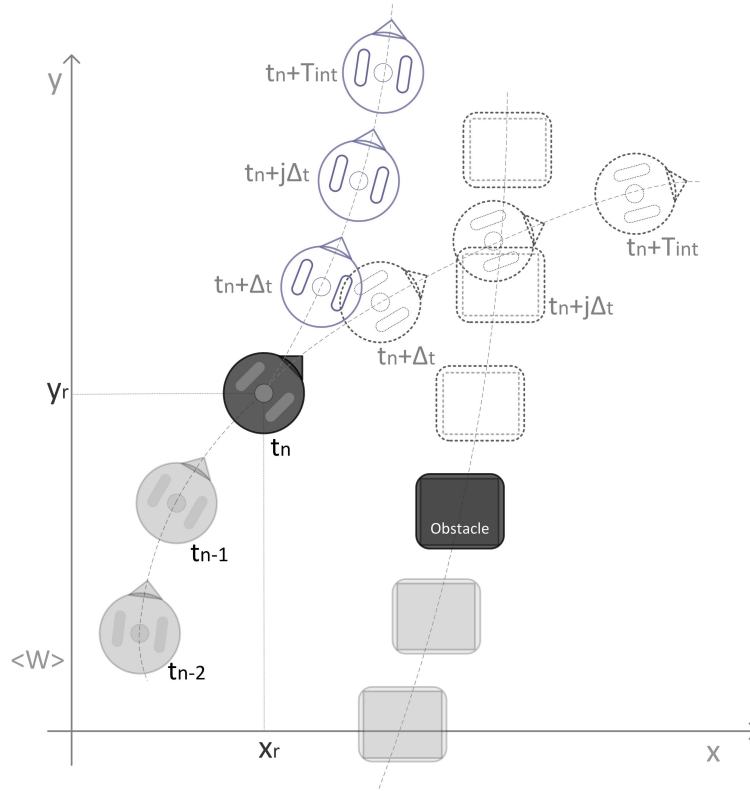 tn+Tint
y
tn+jΔt
tn+Tint
tn+Δt
tn+jΔt
tn+Δt
yr
tn
Obstacle
tn-1
<W>
tn-2
xr
x